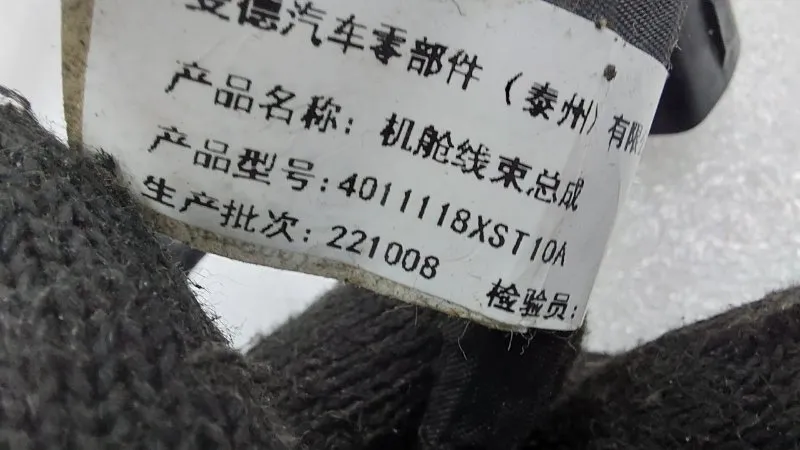 德汽车零部件（泰州）有限
产品名称：机舱线束总成
产品型号：4011118XST10A
生产批次：221008
检验员：